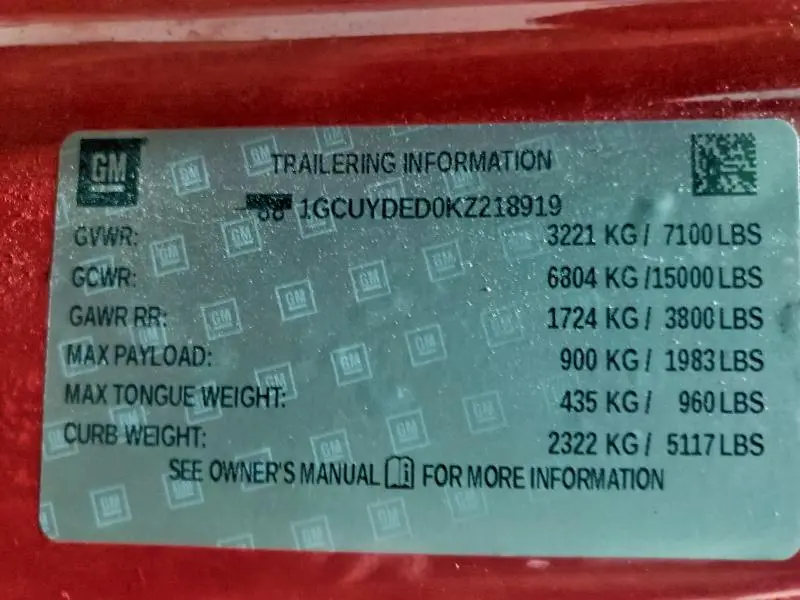 GM
TRAILERING INFORMATION
1GCUYDED0KZ218919
GVWR: 3221 KG / 7100 LBS
GCWR: 6804 KG /15000 LBS
GAWR RR: 1724 KG / 3800 LBS
MAX PAYLOAD: 900 KG / 1983 LBS
MAX TONGUE WEIGHT: 435 KG / 960 LBS
CURB WEIGHT: 2322 KG / 5117 LBS
SEE OWNER'S MANUAL FOR MORE INFORMATION